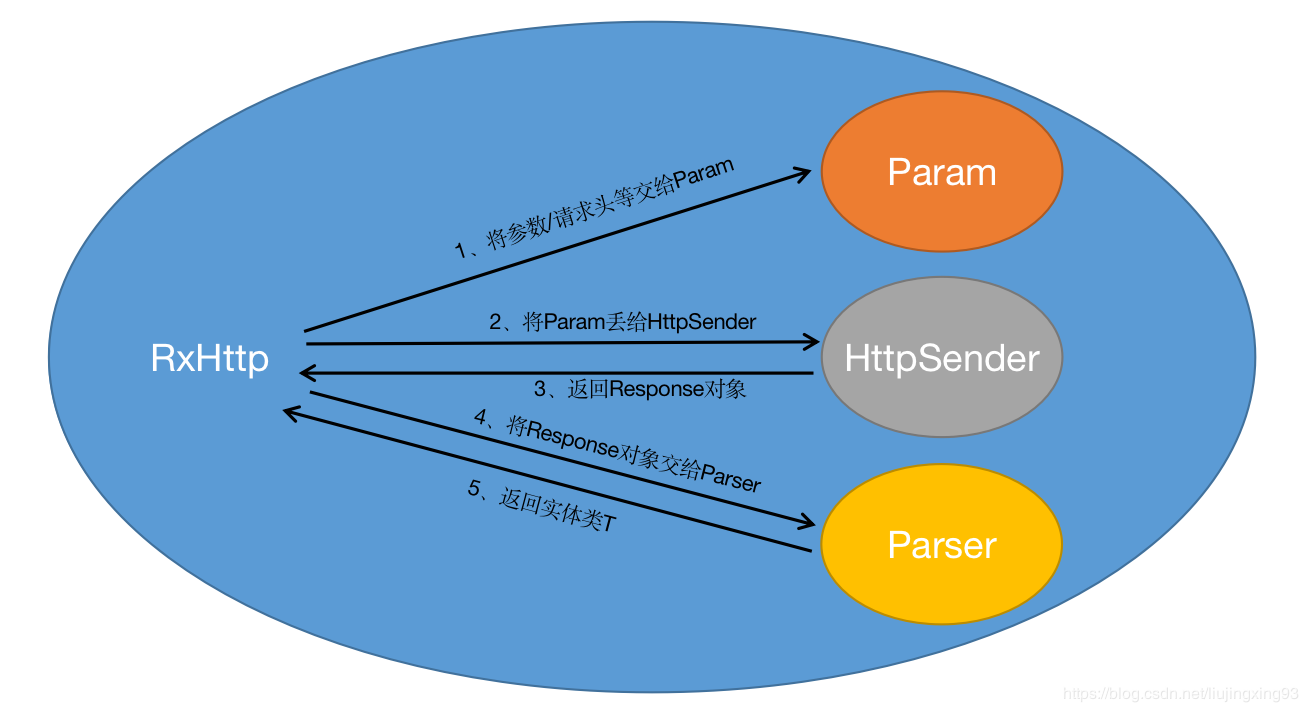 Param
1、将参数/请求头等交给Param
2、将Param丢给HttpSender
RxHttp
HttpSender
3、返回Response对象
4、将Response对象交给Parser
5、返回实体类T
Parser
https://blog.csdn.net/liujingxing93